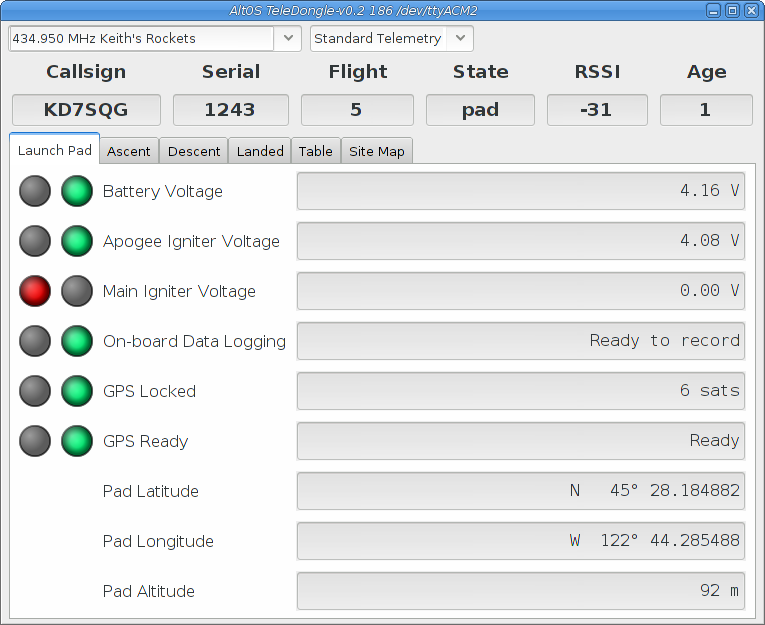 AltOS TeleDongle-v0.2 186 /dev/ttyACM2
434.950 MHz Keith's Rockets Standard Telemetry
Callsign Serial Flight State RSSI Age
KD7SQG 1243 5 pad -31 1
Launch Pad Ascent Descent Landed Table Site Map
Battery Voltage 4.16 V
Apogee Igniter Voltage 4.08 V
Main Igniter Voltage 0.00 V
On-board Data Logging Ready to record
GPS Locked 6 sats
GPS Ready Ready
Pad Latitude N 45° 28.184882
Pad Longitude W 122° 44.285488
Pad Altitude 92 m